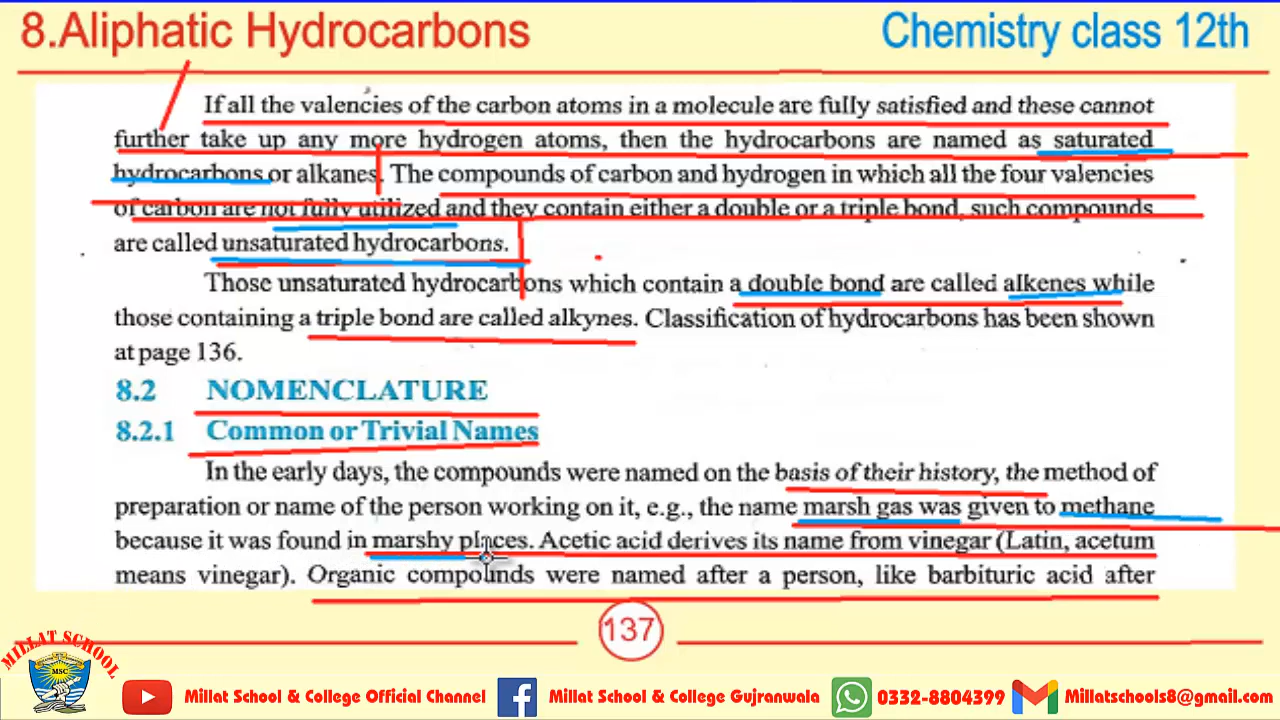 8.Aliphatic Hydrocarbons
Chemistry class 12th
If all the valencies of the carbon atoms in a molecule are fully satisfied and these cannot
further take up any more hydrogen atoms, then the hydrocarbons are named as saturated
hydrocarbons or alkanes. The compounds of carbon and hydrogen in which all the four valencies
of carbon are not fully utilized and they contain either a double or a triple bond, such compounds
are called unsaturated hydrocarbons.
Those unsaturated hydrocarbons which contain a double bond are called alkenes while
those containing a triple bond are called alkynes. Classification of hydrocarbons has been shown
at page 136.
8.2 NOMENCLATURE
8.2.1 Common or Trivial Names
In the early days, the compounds were named on the basis of their history, the method of
preparation or name of the person working on it, e.g., the name marsh gas was given to methane
because it was found in marshy places. Acetic acid derives its name from vinegar (Latin, acetum
means vinegar). Organic compounds were named after a person, like barbituric acid after
137
MILLAT SCHOOL
MSC
Millat School & College Official Channel
Millat School & College Gujranwala
0332-8804399
Millatschools8@gmail.com